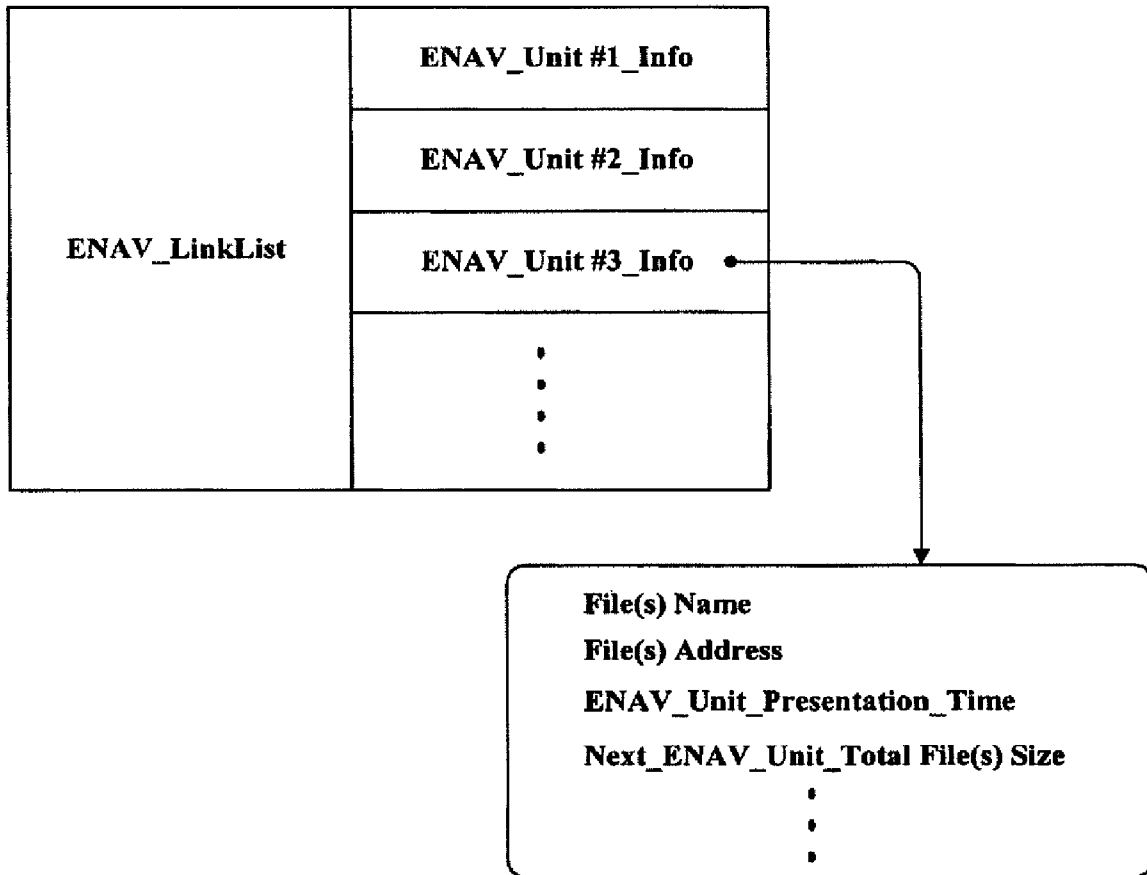 ENAV_LinkList
ENAV_Unit #1_Info
ENAV_Unit #2_Info
ENAV_Unit #3_Info
File(s) Name
File(s) Address
ENAV_Unit_Presentation_Time
Next_ENAV_Unit_Total File(s) Size